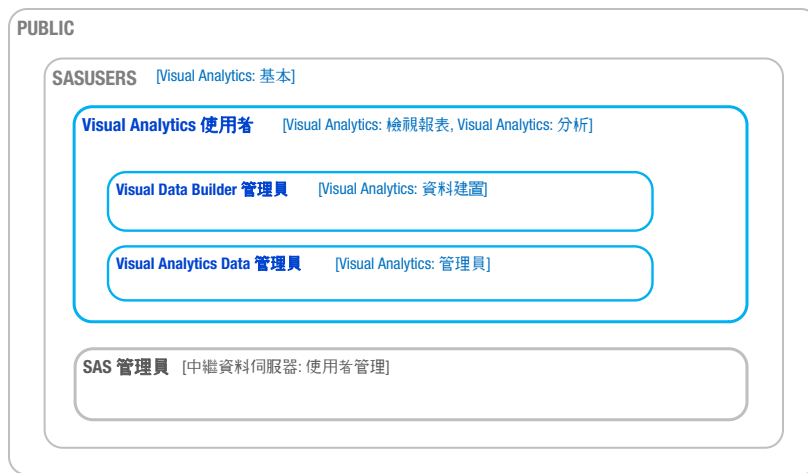 PUBLIC
SASUSERS [Visual Analytics: 基本]
Visual Analytics 使用者 [Visual Analytics: 檢視報表, Visual Analytics: 分析]
Visual Data Builder 管理員 [Visual Analytics: 資料建置]
Visual Analytics Data 管理員 [Visual Analytics: 管理員]
SAS 管理員 [中繼資料伺服器: 使用者管理]